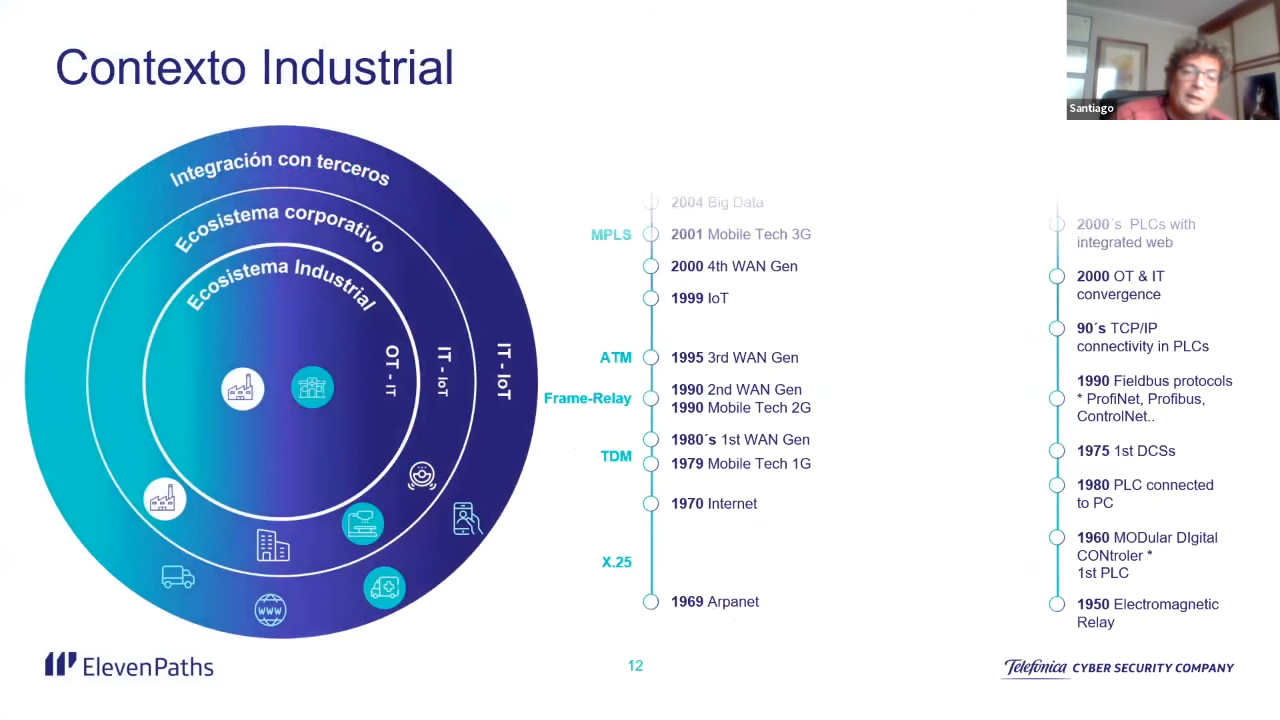 Contexto Industrial
Santiago
Integración con terceros
Ecosistema corporativo
Ecosistema Industrial
OT - IT
IT - IoT
IT - IoT
www
2004 Big Data
MPLS
2001 Mobile Tech 3G
2000 4th WAN Gen
1999 IoT
ATM
1995 3rd WAN Gen
Frame-Relay
1990 2nd WAN Gen
1990 Mobile Tech 2G
1980´s 1st WAN Gen
TDM
1979 Mobile Tech 1G
1970 Internet
X.25
1969 Arpanet
2000´s PLCs with
integrated web
2000 OT & IT
convergence
90´s TCP/IP
connectivity in PLCs
1990 Fieldbus protocols
* ProfiNet, Profibus,
ControlNet..
1975 1st DCSs
1980 PLC connected
to PC
1960 MODular DIgital
CONtroler *
1st PLC
1950 Electromagnetic
Relay
ElevenPaths
12
Telefónica CYBER SECURITY COMPANY